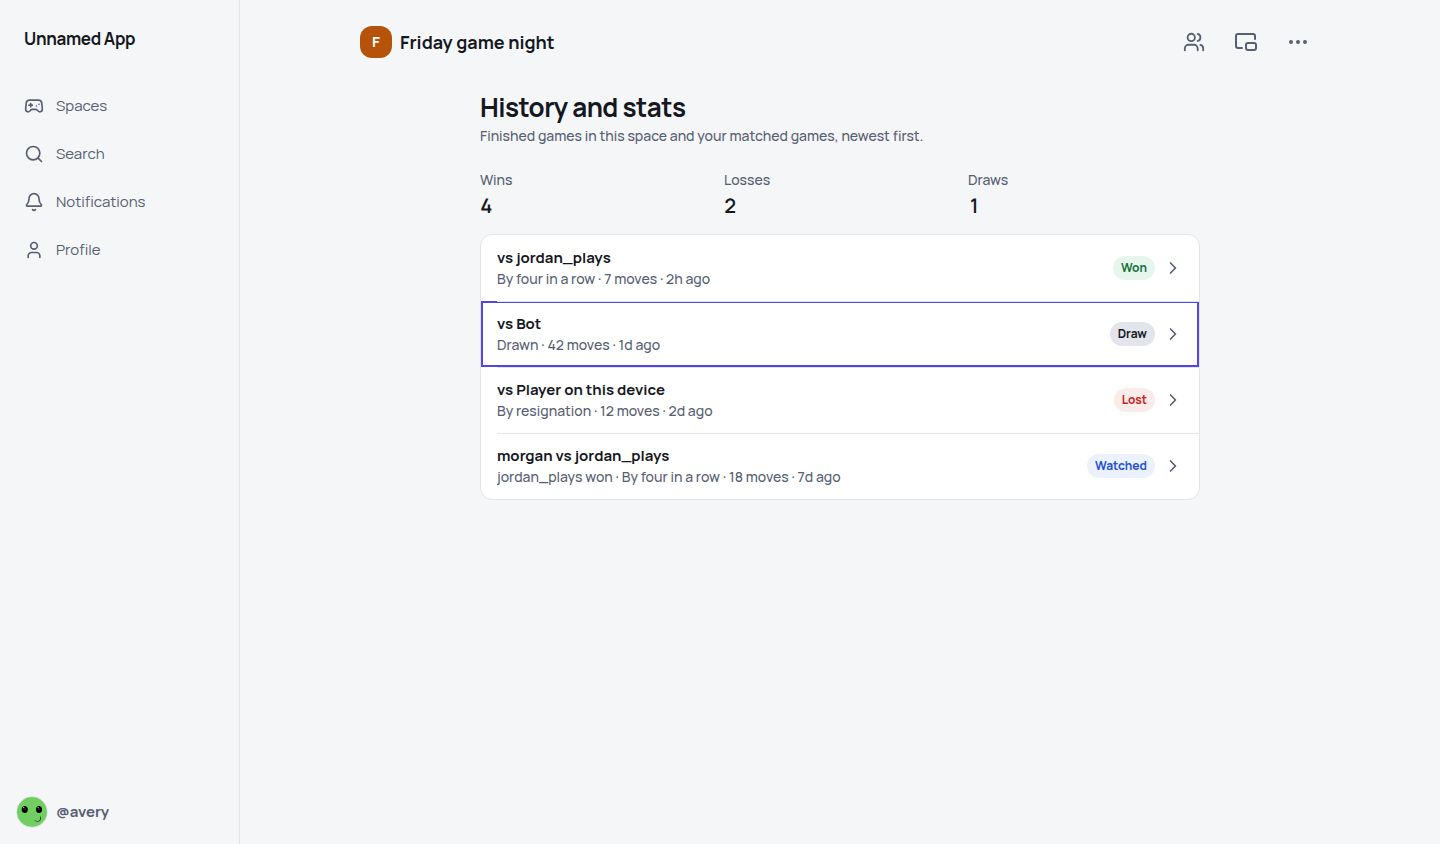 Unnamed App
Spaces
Search
Notifications
Profile
@avery
F
Friday game night
History and stats
Finished games in this space and your matched games, newest first.
Wins
Losses
Draws
4
2
1
vs jordan_plays
By four in a row · 7 moves · 2h ago
Won
vs Bot
Drawn · 42 moves · 1d ago
Draw
vs Player on this device
By resignation · 12 moves · 2d ago
Lost
morgan vs jordan_plays
jordan_plays won · By four in a row · 18 moves · 7d ago
Watched